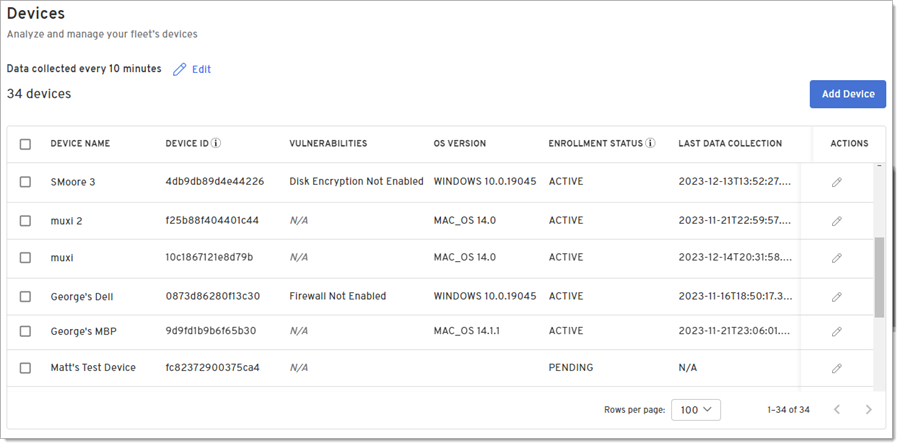 Devices
Analyze and manage your fleet's devices
Data collected every 10 minutes Edit
34 devices
Add Device
DEVICE NAME DEVICE ID VULNERABILITIES OS VERSION ENROLLMENT STATUS LAST DATA COLLECTION ACTIONS
SMoore 3 4db9db89d4e44226 Disk Encryption Not Enabled WINDOWS 10.0.19045 ACTIVE 2023-12-13T13:52:27....
muxi 2 f25b88f404401c44 N/A MAC_OS 14.0 ACTIVE 2023-11-21T22:59:57....
muxi 10c1867121e8d79b N/A MAC_OS 14.0 ACTIVE 2023-12-14T20:31:58....
George's Dell 0873d86280f13c30 Firewall Not Enabled WINDOWS 10.0.19045 ACTIVE 2023-11-16T18:50:17.3...
George's MBP 9d9fd1b9b6f65b30 N/A MAC_OS 14.1.1 ACTIVE 2023-11-21T23:06:01....
Matt's Test Device fc82372900375ca4 N/A PENDING N/A
Rows per page: 100 1–34 of 34